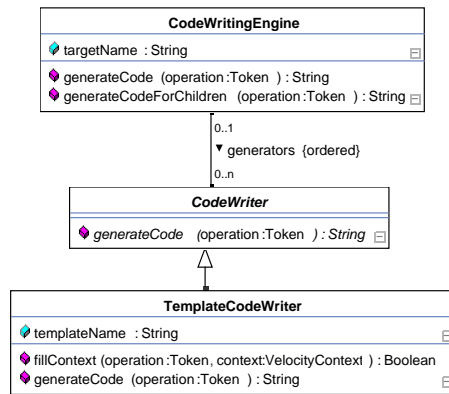 CodeWritingEngine
targetName : String
generateCode (operation:Token ) : String
generateCodeForChildren (operation:Token ) : String
0..1
▼ generators {ordered}
0..n
CodeWriter
generateCode (operation:Token ) : String
TemplateCodeWriter
templateName : String
fillContext (operation:Token, context:VelocityContext ) : Boolean
generateCode (operation:Token ) : String